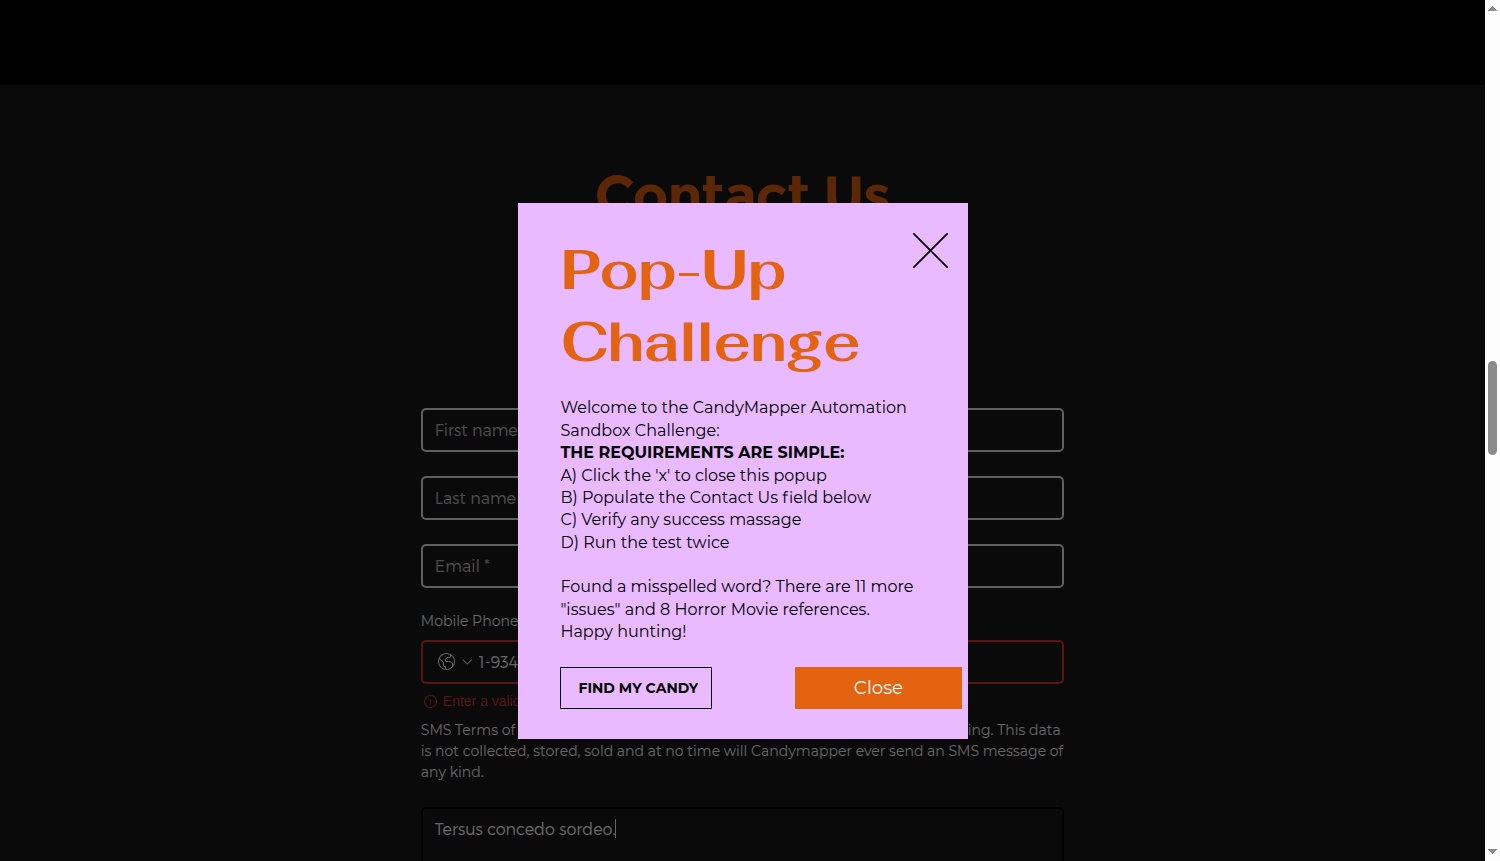 Contact Us
Pop-Up
Challenge
Welcome to the CandyMapper Automation
Sandbox Challenge:
THE REQUIREMENTS ARE SIMPLE:
A) Click the 'x' to close this popup
B) Populate the Contact Us field below
C) Verify any success massage
D) Run the test twice
Found a misspelled word? There are 11 more
"issues" and 8 Horror Movie references.
Happy hunting!
FIND MY CANDY
Close
First name
Last name
Email *
Mobile Phone
1-934
Enter a valid
SMS Terms of
ing. This data
is not collected, stored, sold and at no time will Candymapper ever send an SMS message of
any kind.
Tersus concedo sordeo.